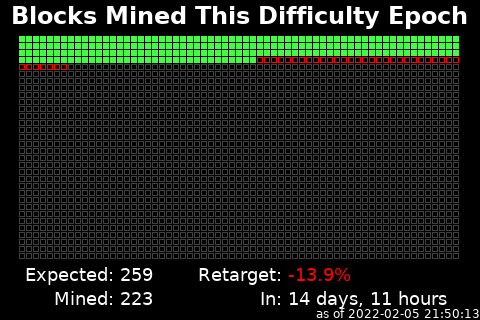 Blocks Mined This Difficulty Epoch
Expected: 259 Retarget: -13.9%
Mined: 223 In: 14 days, 11 hours
as of 2022-02-05 21:50:13